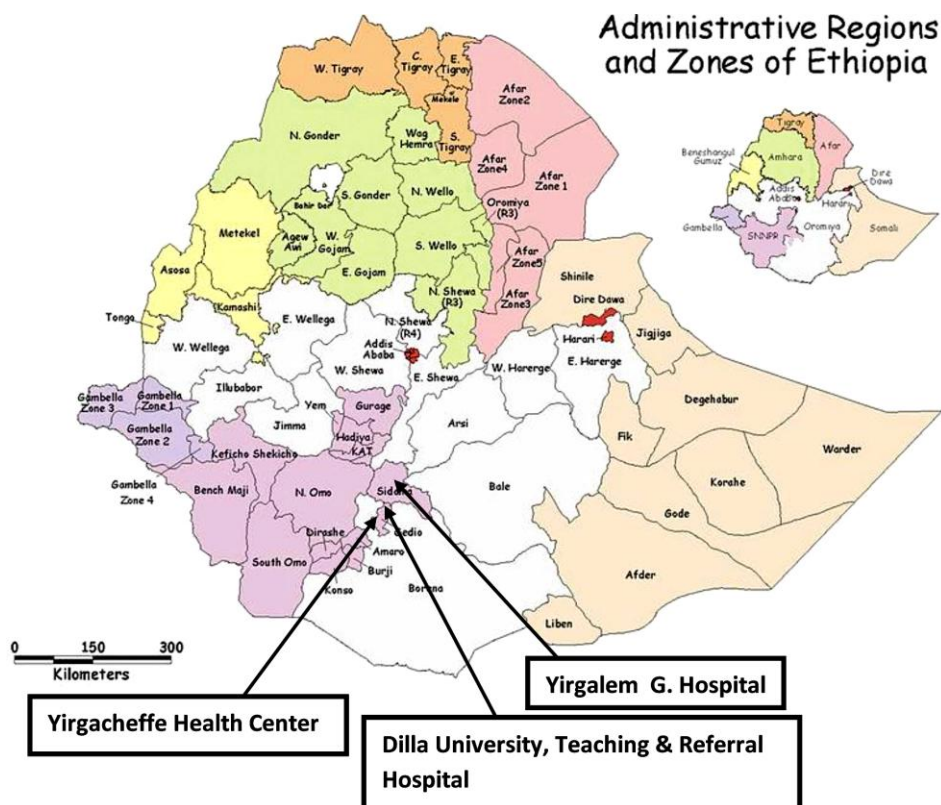 Administrative Regions
and Zones of Ethiopia
W. Tigray
C.
Tigray
E.
Tigray
Mekele
S.
Tigray
Afar
Zone2
N. Gonder
Wag
Hemra
Afar
Zone4
Afar
Zone 1
S. Gonder
N. Wello
Bahir Dar
Oromiya
(R3)
Metekel
Agew
Awi
W.
Gojam
S. Wello
Afar
Zone5
E. Gojam
Asosa
Shinile
N. Shewa
(R3)
Afar
Zone3
Dire Dawa
Kamashi
Tongo
E. Wellega
N. Shewa
(R4)
Harari
Jigjiga
W. Wellega
Addis
Ababa
W. Shewa
E. Shewa
W. Harerge
E. Harerge
Illubabor
Gambella
Zone 3
Gambella
Zone 1
Yem
Gurage
Degehabur
Gambella
Zone 2
Jimma
Hadiya
KAT
Arsi
Fik
Warder
Keficho Shekicho
Gambella
Zone 4
Bench Maji
N. Omo
Sidama
Bale
Korahe
Gode
Dirashe
Gedio
Amaro
South Omo
Burji
Konso
Borena
Afder
Liben
Tigray
Beneshangul
Gumuz
Amhara
Afar
Dire
Dawa
Addis
Ababa
Harari
Gambella
SNNPR
Oromiya
Somali
0 150 300
Kilometers
Yirgalem G. Hospital
Yirgacheffe Health Center
Dilla University, Teaching & Referral
Hospital